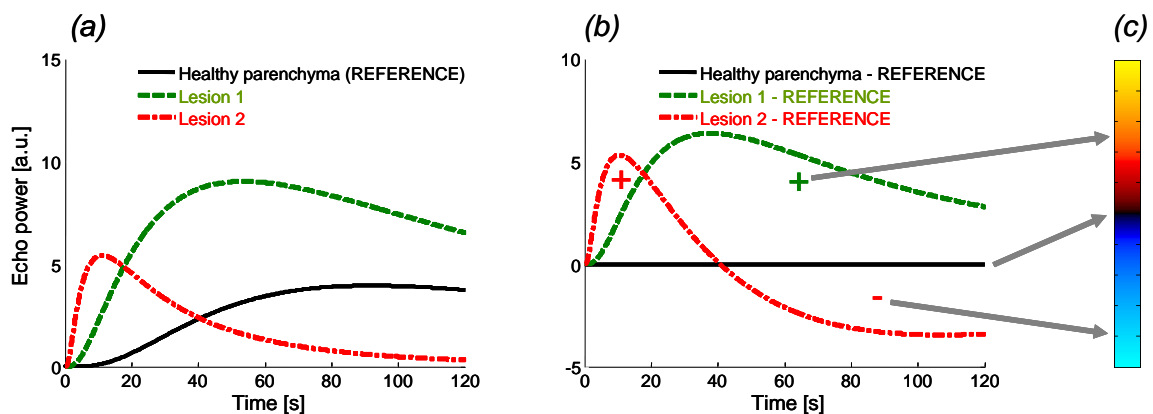 (a)
15
10
5
0
Echo power [a.u.]
Healthy parenchyma (REFERENCE)
Lesion 1
Lesion 2
0 20 40 60 80 100 120
Time [s]
(b)
10
5
0
-5
Healthy parenchyma - REFERENCE
Lesion 1 - REFERENCE
Lesion 2 - REFERENCE
+
+
-
0 20 40 60 80 100 120
Time [s]
(c)